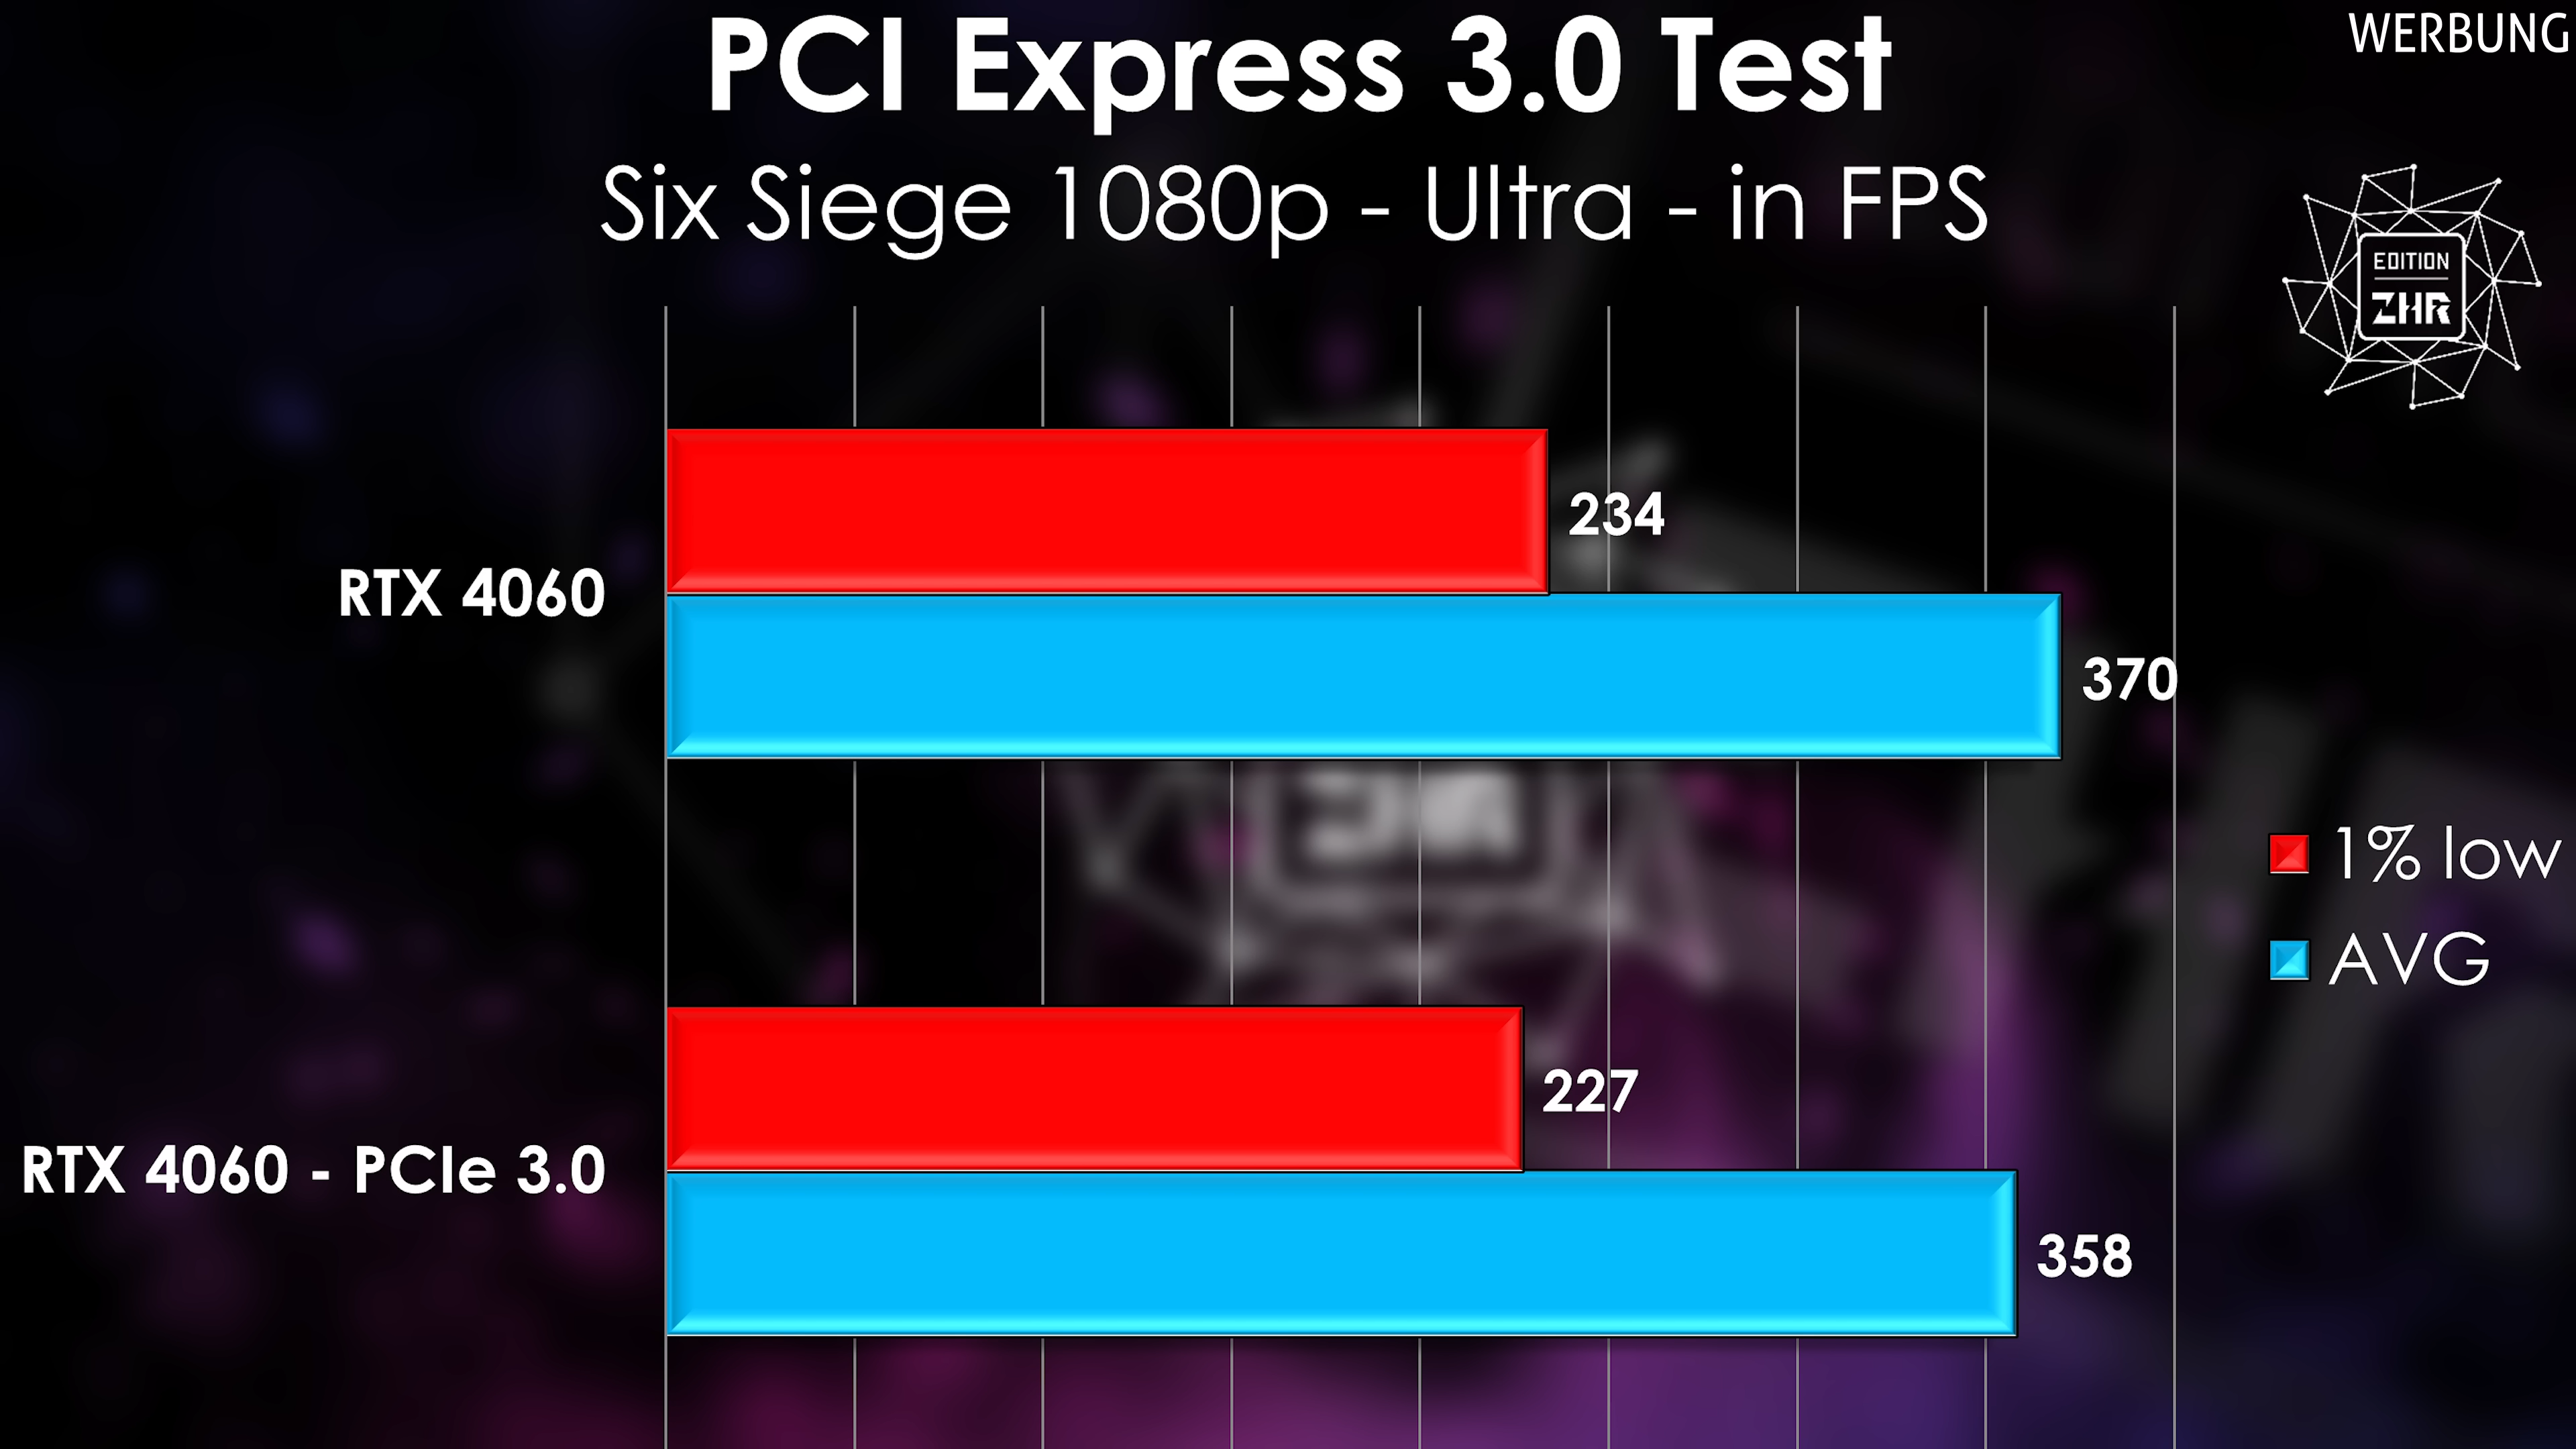 WERBUNG
PCI Express 3.0 Test
Six Siege 1080p - Ultra - in FPS
EDITION
ZHR
234
RTX 4060
370
1% low
AVG
227
RTX 4060 - PCIe 3.0
358